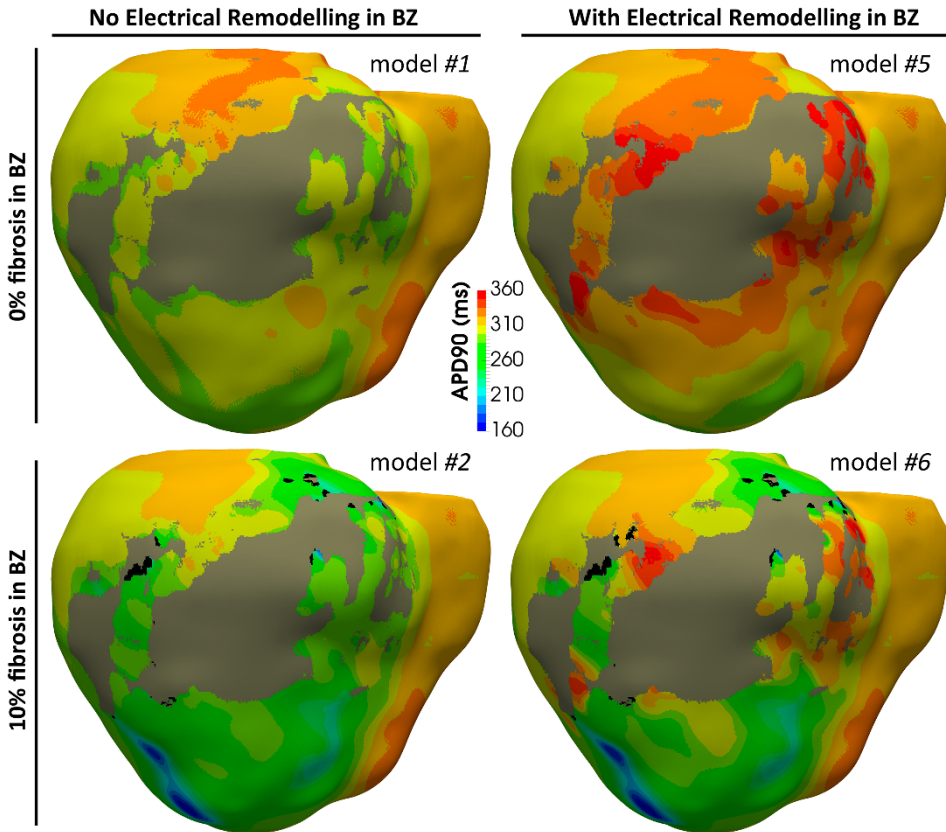 No Electrical Remodelling in BZ
With Electrical Remodelling in BZ
0% fibrosis in BZ
model #1
model #5
APD90 (ms)
360
310
260
210
160
10% fibrosis in BZ
model #2
model #6